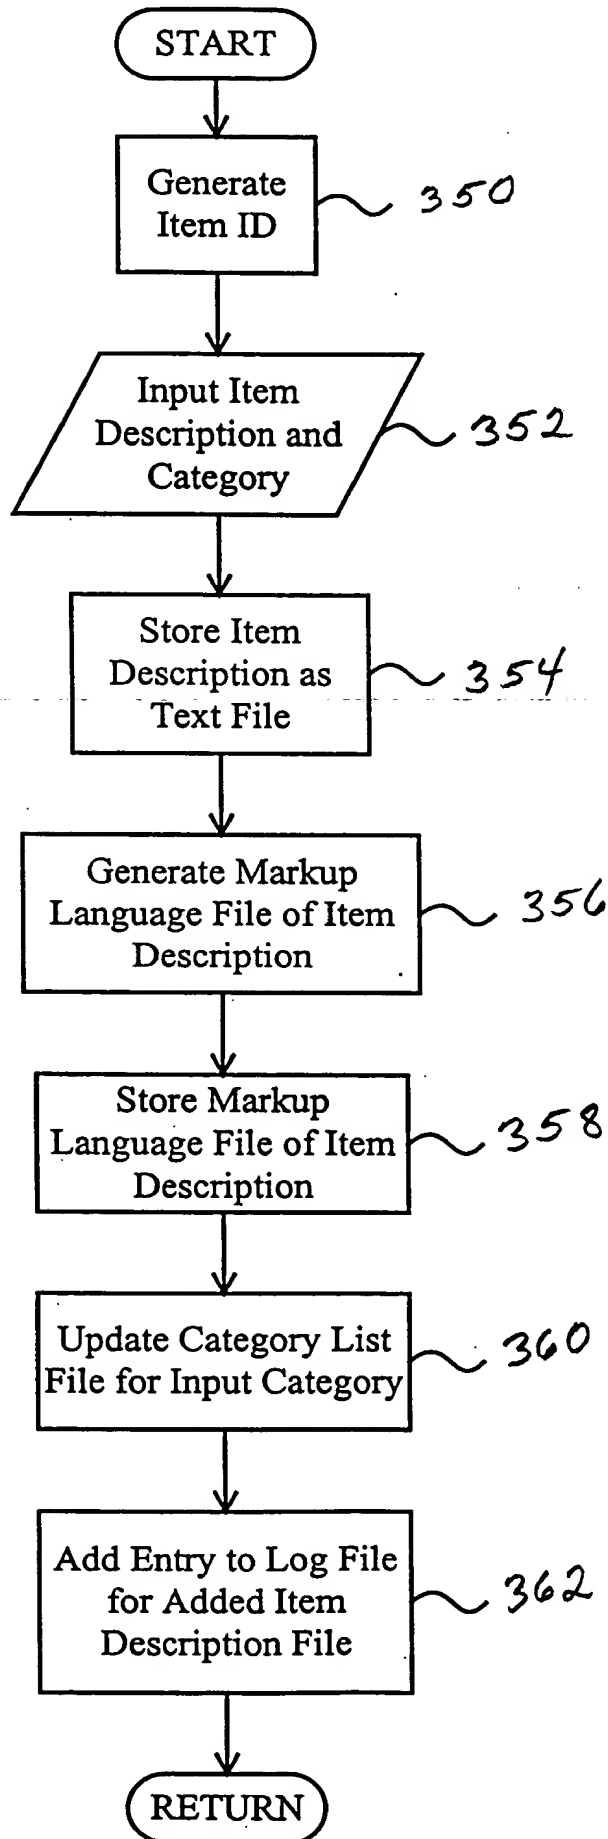 START
Generate
Item ID
350
Input Item
Description and
Category
352
Store Item
Description as
Text File
354
Generate Markup
Language File of Item
Description
356
Store Markup
Language File of Item
Description
358
Update Category List
File for Input Category
360
Add Entry to Log File
for Added Item
Description File
362
RETURN